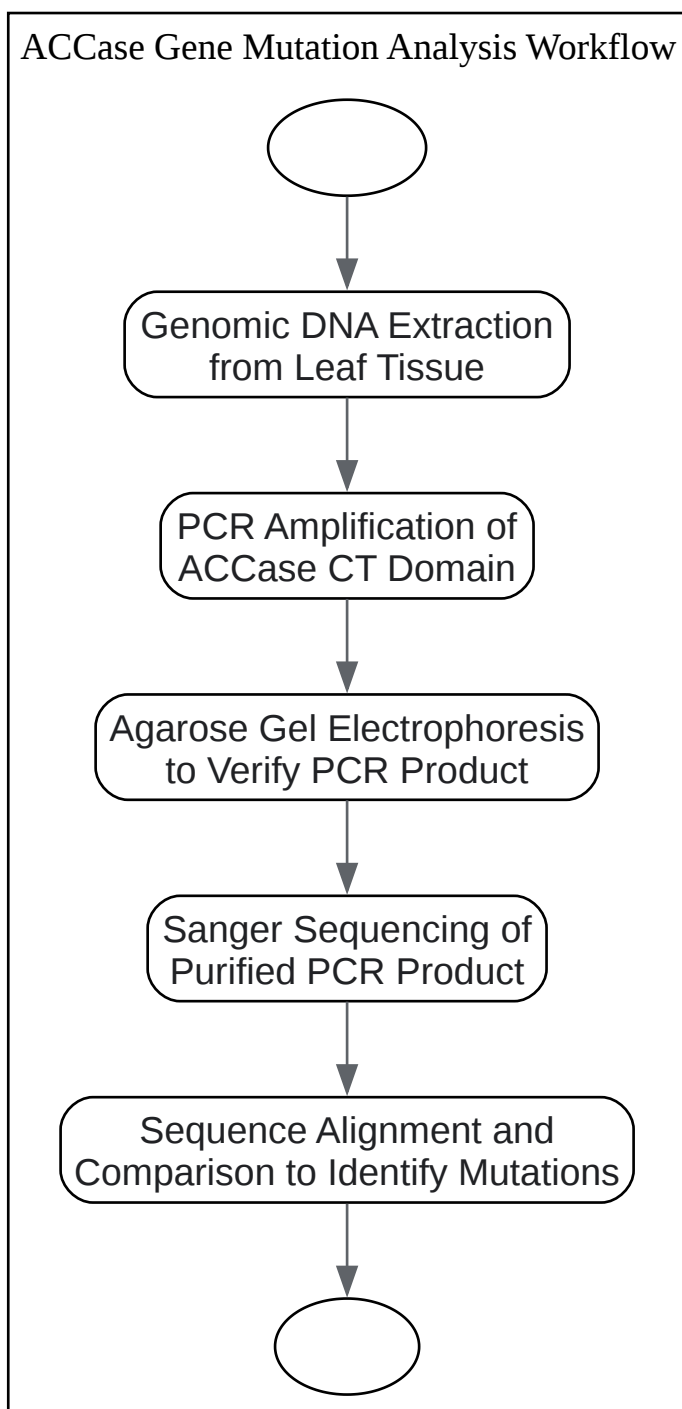 ACCase Gene Mutation Analysis Workflow
Genomic DNA Extraction
from Leaf Tissue
PCR Amplification of
ACCase CT Domain
Agarose Gel Electrophoresis
to Verify PCR Product
Sanger Sequencing of
Purified PCR Product
Sequence Alignment and
Comparison to Identify Mutations